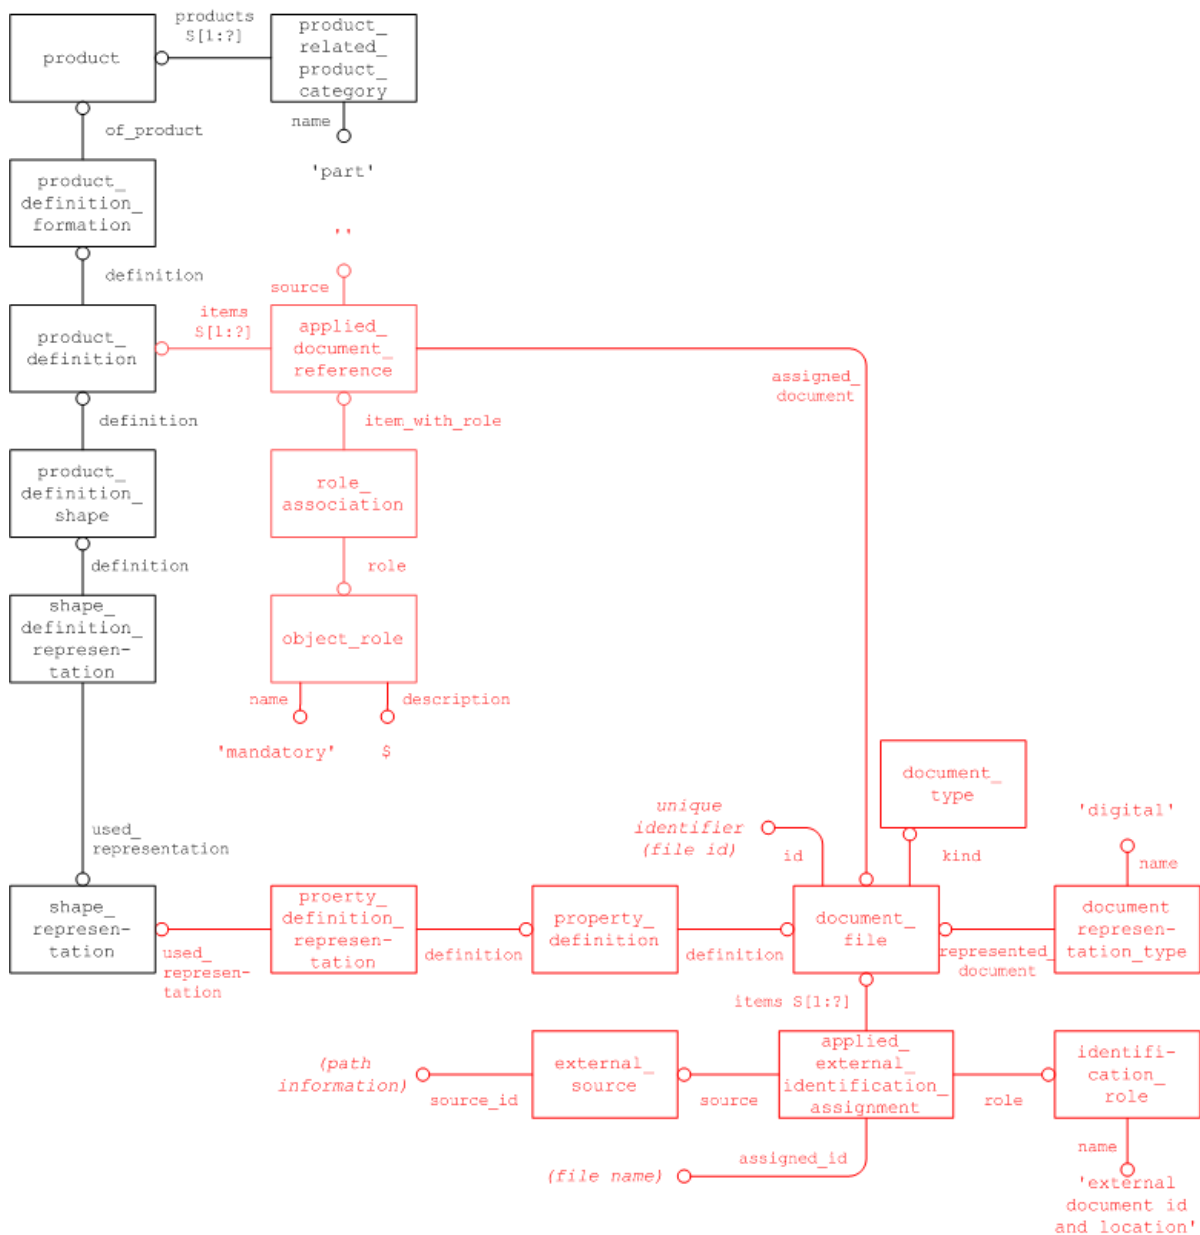 products
S[1:?]
product
product_
related_
product_
category
of_product
name
'part'
product_
definition_
formation
''
definition
source
items
S[1:?]
product_
definition
applied_
document_
reference
assigned_
document
definition
item_with_role
product_
definition_
shape
role_
association
definition
role
shape_
definition_
represen-
tation
object_role
name
description
'mandatory'
$
document_
type
unique
identifier
(file id)
'digital'
used_
representation
id
kind
name
shape_
represen-
tation
proerty_
definition_
represen-
tation
property_
definition
document_
file
document
represen-
tation_type
used_
represen-
tation
definition
definition
represented_
document
items S[1:?]
(path
information)
external_
source
applied_
external_
identification_
assignment
identifi-
cation_
role
source_id
source
role
name
assigned_id
(file name)
'external
document id
and location'